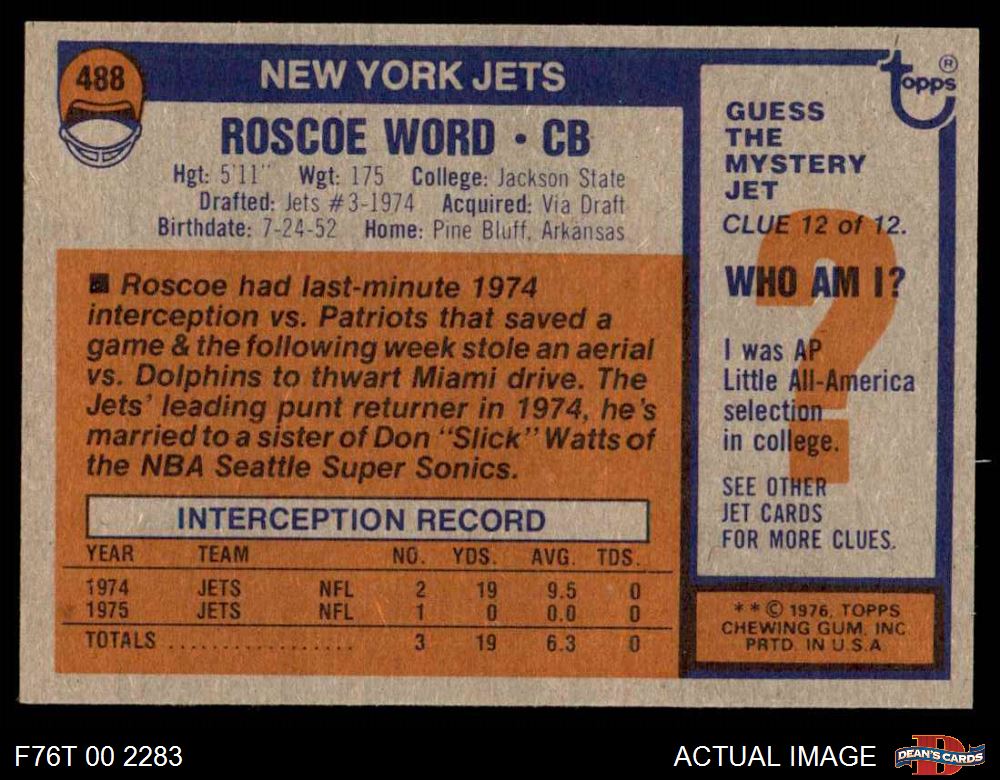 488
NEW YORK JETS
ROSCOE WORD • CB
Hgt: 5'11" Wgt: 175 College: Jackson State
Drafted: Jets #3-1974 Acquired: Via Draft
Birthdate: 7-24-52 Home: Pine Bluff, Arkansas
■ Roscoe had last-minute 1974
interception vs. Patriots that saved a
game & the following week stole an aerial
vs. Dolphins to thwart Miami drive. The
Jets' leading punt returner in 1974, he's
married to a sister of Don "Slick" Watts of
the NBA Seattle Super Sonics.
INTERCEPTION RECORD
YEAR TEAM NO. YDS. AVG. TDS.
1974 JETS NFL 2 19 9.5 0
1975 JETS NFL 1 0 0.0 0
TOTALS .................. 3 19 6.3 0
topps®
GUESS
THE
MYSTERY
JET
CLUE 12 of 12.
?
WHO AM I?
I was AP
Little All-America
selection
in college.
SEE OTHER
JET CARDS
FOR MORE CLUES.
* * © 1976, TOPPS
CHEWING GUM, INC.
PRTD. IN U.S.A.
F76T 00 2283
ACTUAL IMAGE
D
DEAN'S CARDS